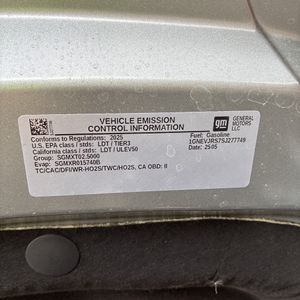 VEHICLE EMISSION
CONTROL INFORMATION
gm
GENERAL
MOTORS
LLC
Conforms to regulations: 2025
U.S. EPA class / stds: LDT / TIER3
California class / stds: LDT / ULEV50
Group: SGMXT02.5000
Evap: SGMXR015740B
TC/CAC/DFI/WR-HO2S/TWC/HO2S, CA OBD: II
Fuel: Gasoline
1GNEVJRS7SJ277749
Date: 25-05